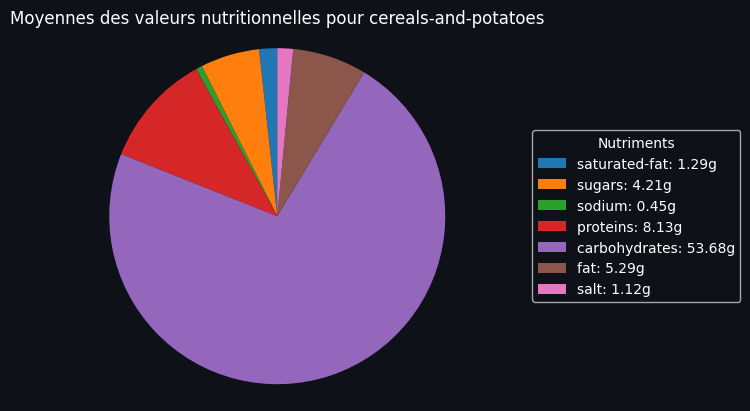 Moyennes des valeurs nutritionnelles pour cereals-and-potatoes
Nutriments
saturated-fat: 1.29g
sugars: 4.21g
sodium: 0.45g
proteins: 8.13g
carbohydrates: 53.68g
fat: 5.29g
salt: 1.12g